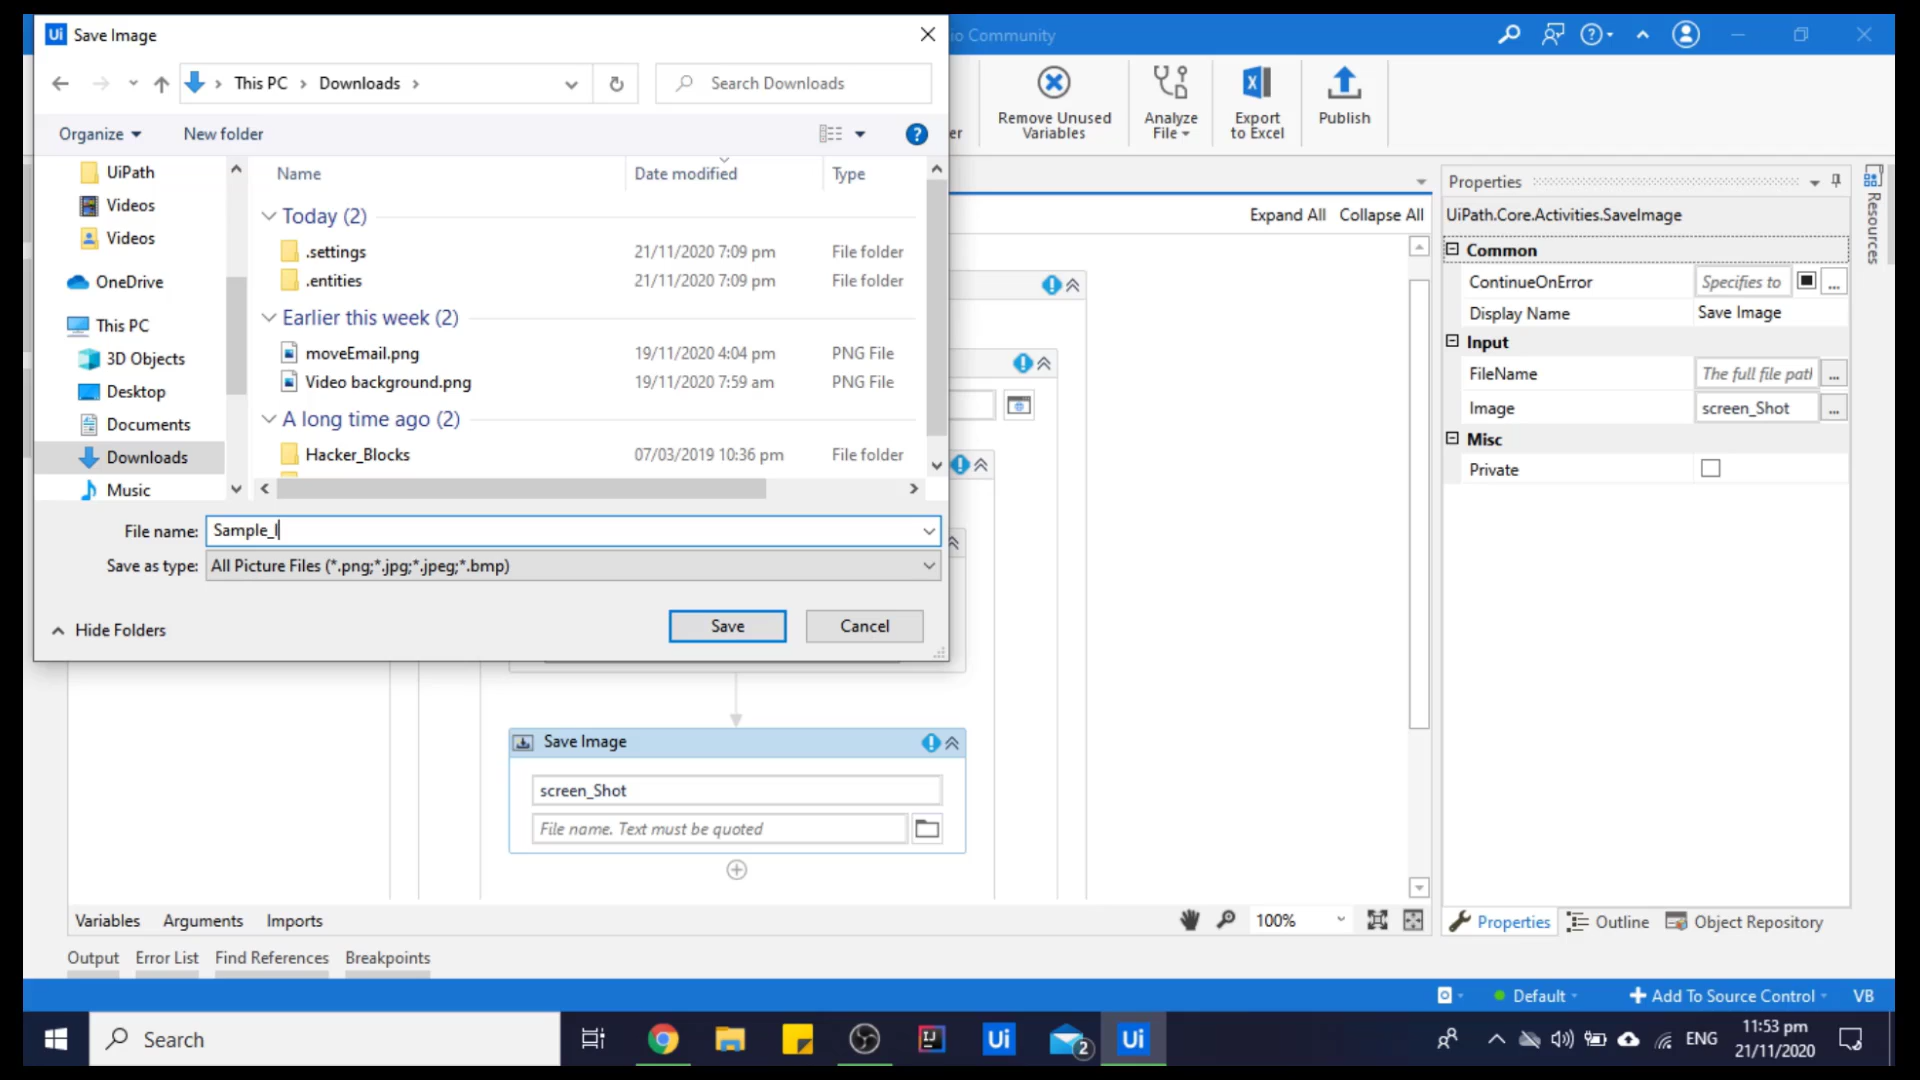 Ui Save Image
io Community
This PC > Downloads >
Search Downloads
Organize
New folder
er
Remove Unused
Variables
Analyze
File
Export
to Excel
Publish
UiPath
Videos
Videos
OneDrive
This PC
3D Objects
Desktop
Documents
Downloads
Music
Name
Date modified
Type
Today (2)
.settings 21/11/2020 7:09 pm File folder
.entities 21/11/2020 7:09 pm File folder
Earlier this week (2)
moveEmail.png 19/11/2020 4:04 pm PNG File
Video background.png 19/11/2020 7:59 am PNG File
A long time ago (2)
Hacker_Blocks 07/03/2019 10:36 pm File folder
File name: Sample_I
Save as type: All Picture Files (*.png;*.jpg;*.jpeg;*.bmp)
Hide Folders
Save
Cancel
Expand All
Collapse All
Properties
Resources
UiPath.Core.Activities.SaveImage
Common
ContinueOnError Specifies to ...
Display Name Save Image
Input
FileName The full file path ...
Image screen_Shot ...
Misc
Private
Save Image
screen_Shot
File name. Text must be quoted
Variables
Arguments
Imports
100%
Properties
Outline
Object Repository
Output
Error List
Find References
Breakpoints
Default
Add To Source Control
VB
Search
Ui
2
Ui
ENG
11:53 pm
21/11/2020